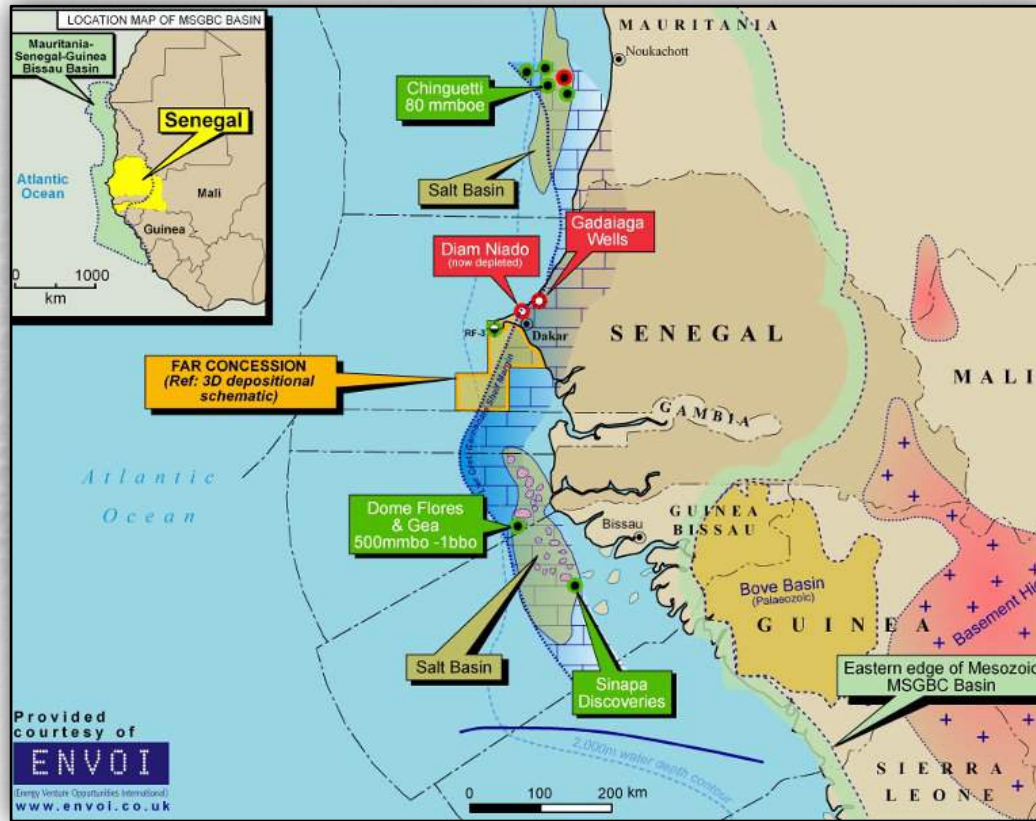 LOCATION MAP OF MSGBC BASIN
Mauritania-
Senegal-Guinea
Bissau Basin
Senegal
Atlantic
Ocean
Mali
Guinea
0 1000
km
MAURITANIA
Noukachott
Chinguetti
80 mmboe
Salt Basin
Gadaiaga
Wells
Diam Niado
(now depleted)
RF-3
Dakar
SENEGAL
MALI
FAR CONCESSION
(Ref: 3D depositional
schematic)
Shelf Margin
GAMBIA
Atlantic
Ocean
Dome Flores
& Gea
500mmbo -1bbo
GUINEA
BISSAU
Bissau
Bove Basin
(Palaeozoic)
GUINEA
Basement Hig
Salt Basin
Sinapa
Discoveries
Eastern edge of Mesozoic
MSGBC Basin
2,000m water depth contour
SIERRA
LEONE
Provided
courtesy of
ENVOI
(Energy Venture Opportunities International)
www.envoi.co.uk
0 100 200 km